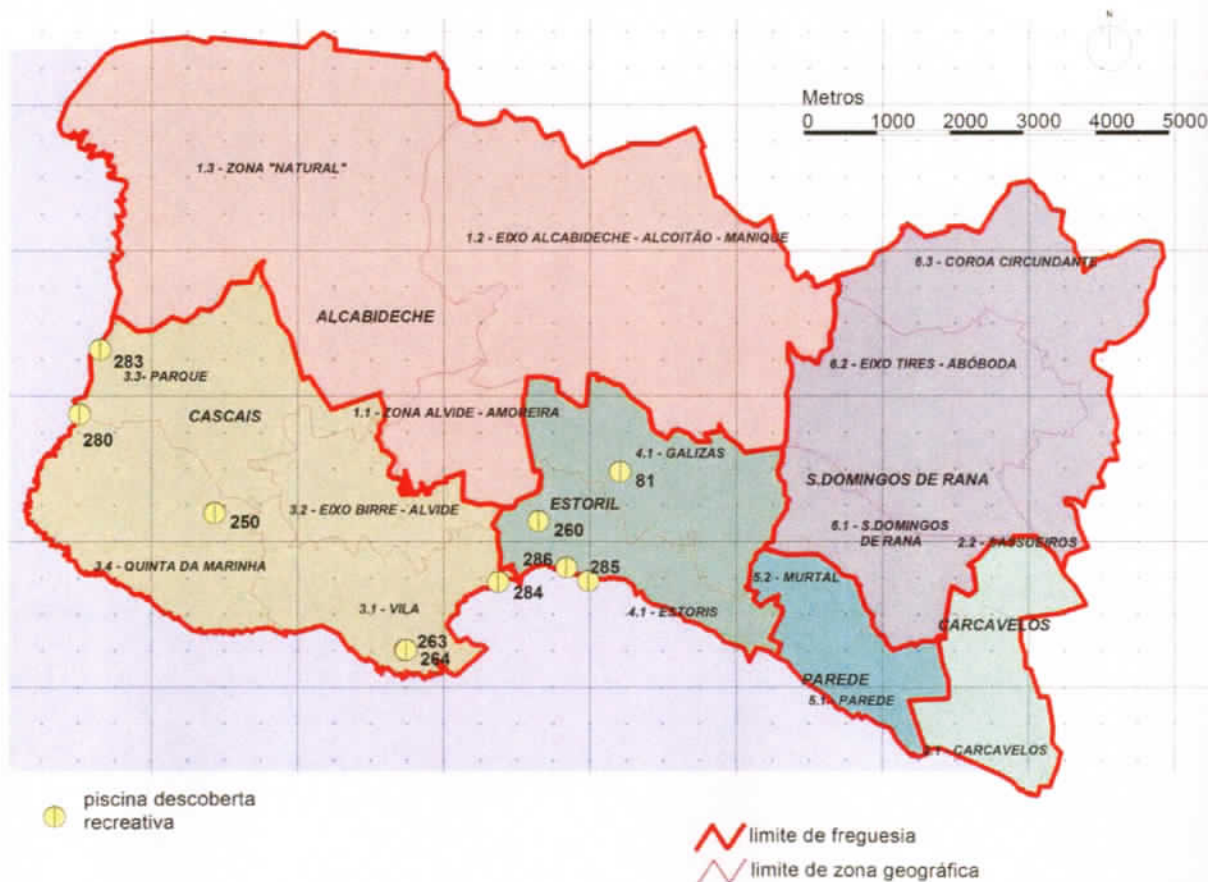 N
Metros
0 1000 2000 3000 4000 5000
1.3 - ZONA "NATURAL"
1.2 - EIXO ALCABIDECHE - ALCOITÃO - MANIQUE
6.3 - COROA CIRCUNDANTE
ALCABIDECHE
283
3.3- PARQUE
6.2 - EIXO TIRES - ABÓBODA
CASCAIS
1.1 - ZONA ALVIDE - AMOREIRA
280
4.1 - GALIZAS
81
S.DOMINGOS DE RANA
ESTORIL
250
3.2 - EIXO BIRRE - ALVIDE
260
6.1 - S.DOMINGOS
DE RANA
2.2 - SASSUEIROS
3.4 - QUINTA DA MARINHA
286
285
5.2 - MURTAL
284
3.1 - VILA
4.1 - ESTORIS
CARCAVELOS
263
264
PAREDE
5.1- PAREDE
2.1 - CARCAVELOS
piscina descoberta
recreativa
limite de freguesia
limite de zona geográfica